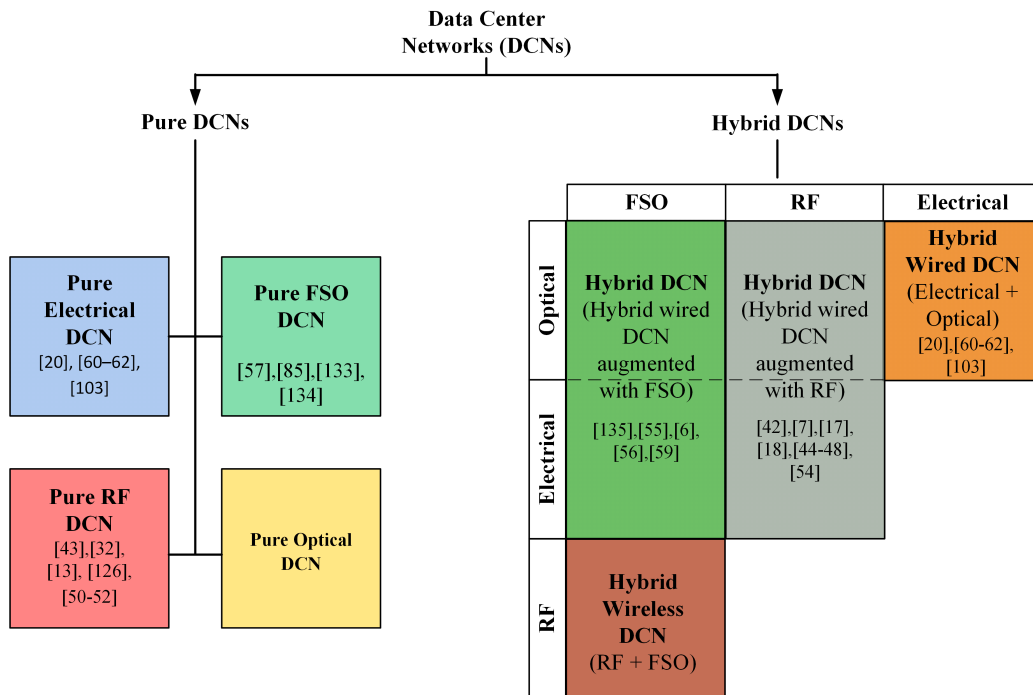 Data Center
Networks (DCNs)
Pure DCNs
Hybrid DCNs
Pure
Electrical
DCN
[20], [60–62],
[103]
Pure FSO
DCN
[57],[85],[133],
[134]
Pure RF
DCN
[43],[32],
[13], [126],
[50-52]
Pure Optical
DCN
FSO
RF
Electrical
Optical
Hybrid DCN
(Hybrid wired
DCN
augmented
with FSO)
[135],[55],[6],
[56],[59]
Hybrid DCN
(Hybrid wired
DCN
augmented
with RF)
[42],[7],[17],
[18],[44-48],
[54]
Hybrid
Wired DCN
(Electrical +
Optical)
[20],[60-62],
[103]
Electrical
RF
Hybrid
Wireless
DCN
(RF + FSO)